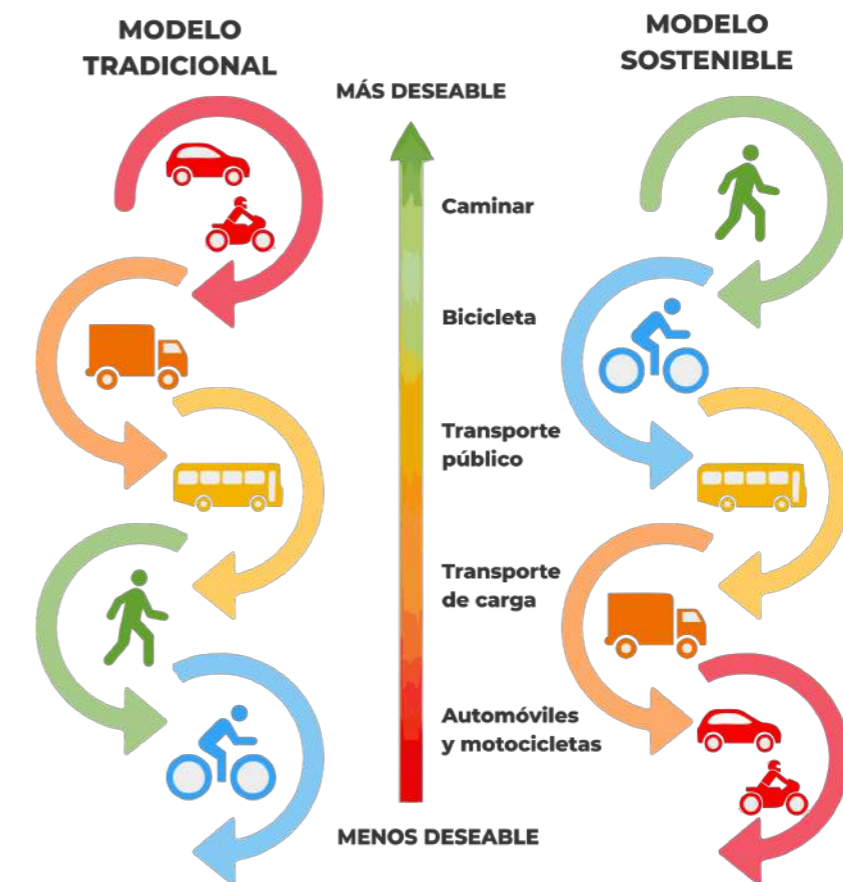 MODELO
TRADICIONAL
MODELO
SOSTENIBLE
MÁS DESEABLE
Caminar
Bicicleta
Transporte
público
Transporte
de carga
Automóviles
y motocicletas
MENOS DESEABLE